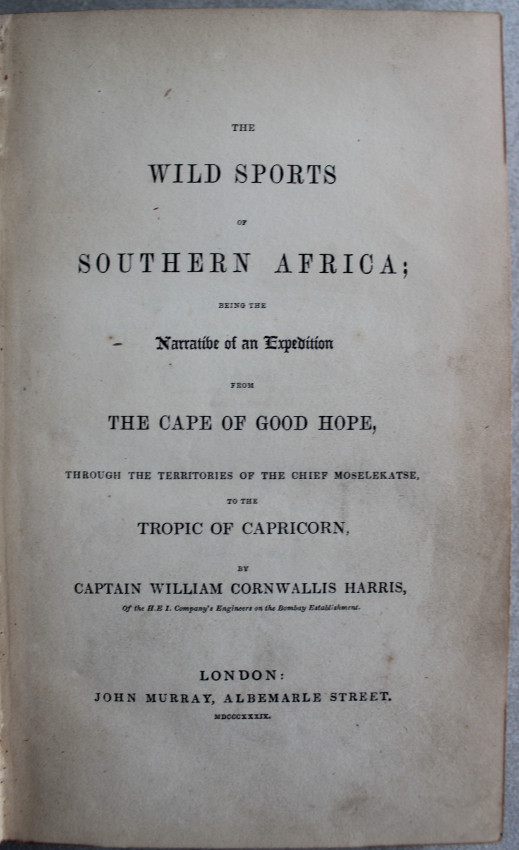 THE
WILD SPORTS
OF
SOUTHERN AFRICA;
BEING THE
Narrative of an Expedition
FROM
THE CAPE OF GOOD HOPE,
THROUGH THE TERRITORIES OF THE CHIEF MOSELEKATSE,
TO THE
TROPIC OF CAPRICORN,
BY
CAPTAIN WILLIAM CORNWALLIS HARRIS,
Of the H.E I. Company's Engineers on the Bombay Establishment.
LONDON:
JOHN MURRAY, ALBEMARLE STREET.
MDCCCXXXIX.